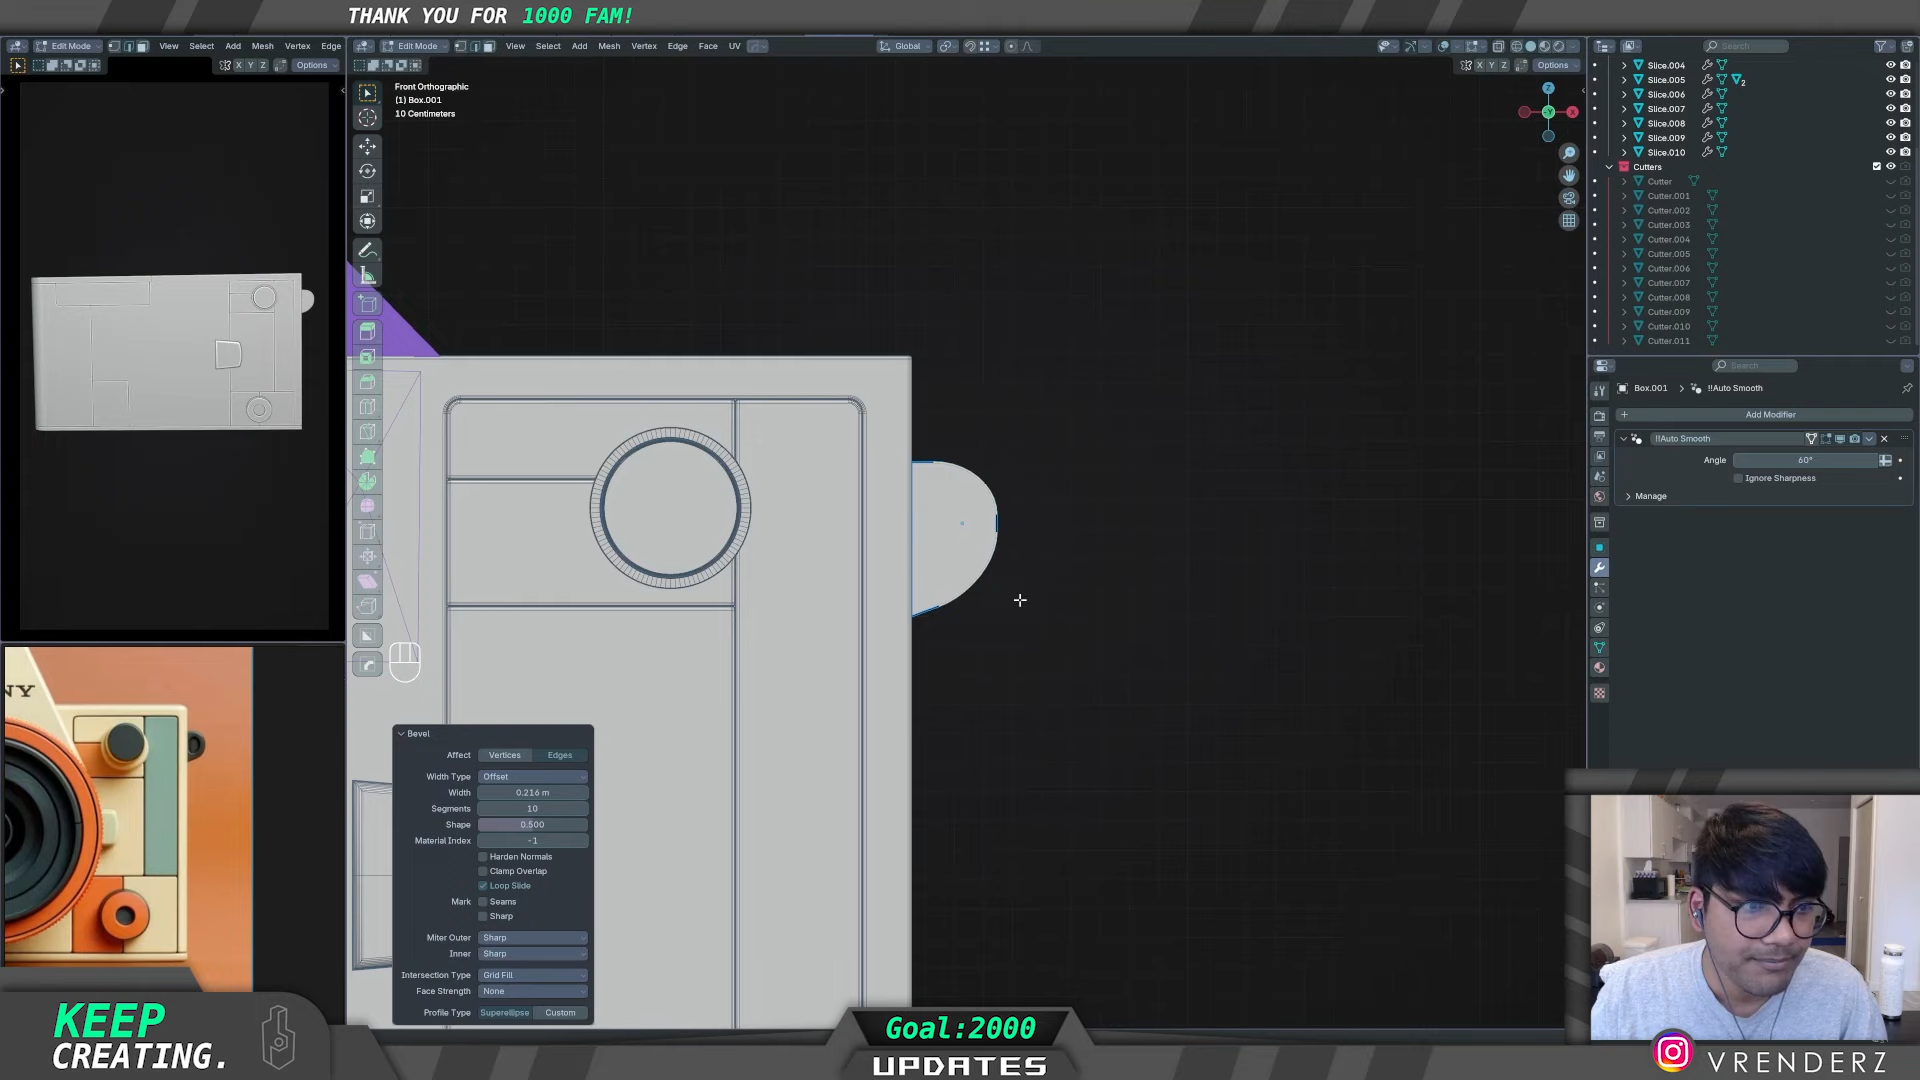 THANK YOU FOR 1000 FAM!
Edit Mode
View
Select
Add
Mesh
Vertex
Edge
Edit Mode
View
Select
Add
Mesh
Vertex
Edge
Face
UV
Global
Search
X Y Z
Options
X Y Z
Options
Front Orthographic
(1) Box.001
10 Centimeters
Z
X
Slice.004
Slice.005
2
Slice.006
Slice.007
Slice.008
Slice.009
Slice.010
Cutters
Cutter
Cutter.001
Cutter.002
Cutter.003
Cutter.004
Cutter.005
Cutter.006
Cutter.007
Cutter.008
Cutter.009
Cutter.010
Cutter.011
Search
Box.001 > !!Auto Smooth
Add Modifier
!!Auto Smooth
Angle 60°
Ignore Sharpness
Manage
NY
Bevel
Affect Vertices Edges
Width Type Offset
Width 0.216 m
Segments 10
Shape 0.500
Material Index -1
Harden Normals
Clamp Overlap
Loop Slide
Mark Seams
Sharp
Miter Outer Sharp
Inner Sharp
Intersection Type Grid Fill
Face Strength None
Profile Type Superellipse Custom
KEEP
CREATING.
Goal:2000
UPDATES
VRENDERZ